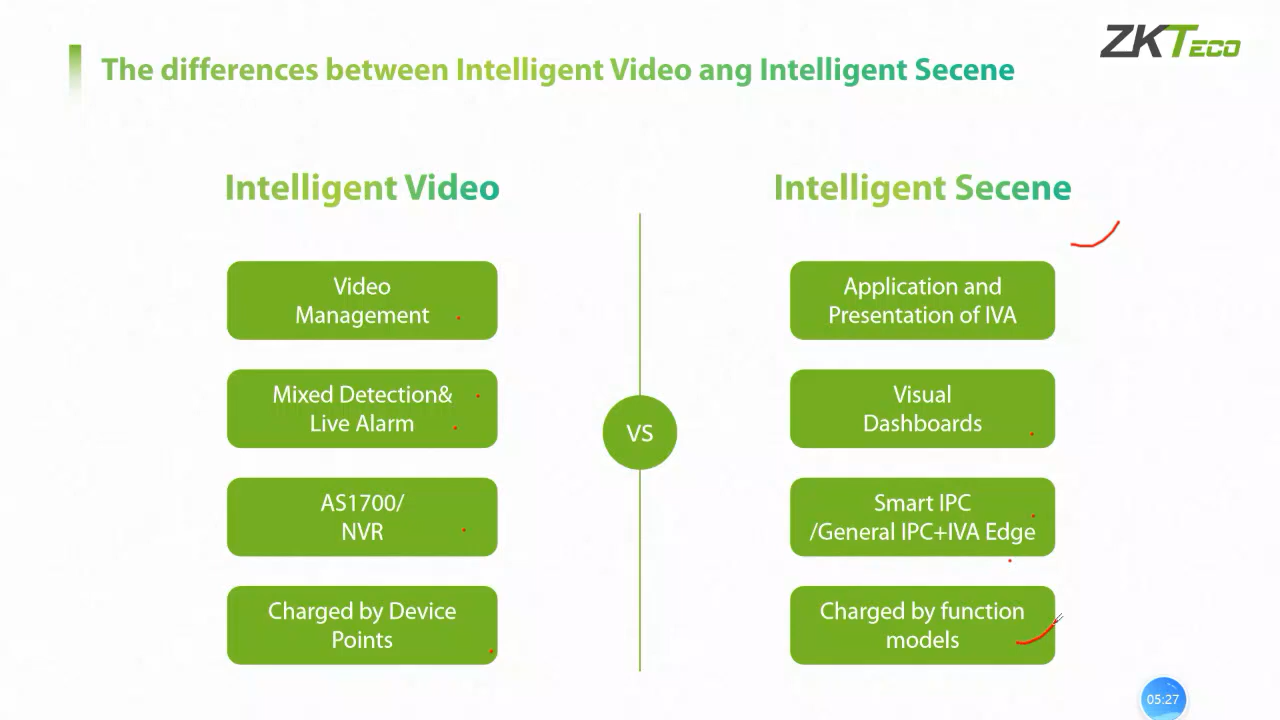 ZKTeco
The differences between Intelligent Video ang Intelligent Secene
Intelligent Video
Intelligent Secene
Video
Management
Application and
Presentation of IVA
Mixed Detection&
Live Alarm
Visual
Dashboards
VS
AS1700/
NVR
Smart IPC
/General IPC+IVA Edge
Charged by Device
Points
Charged by function
models
05:27